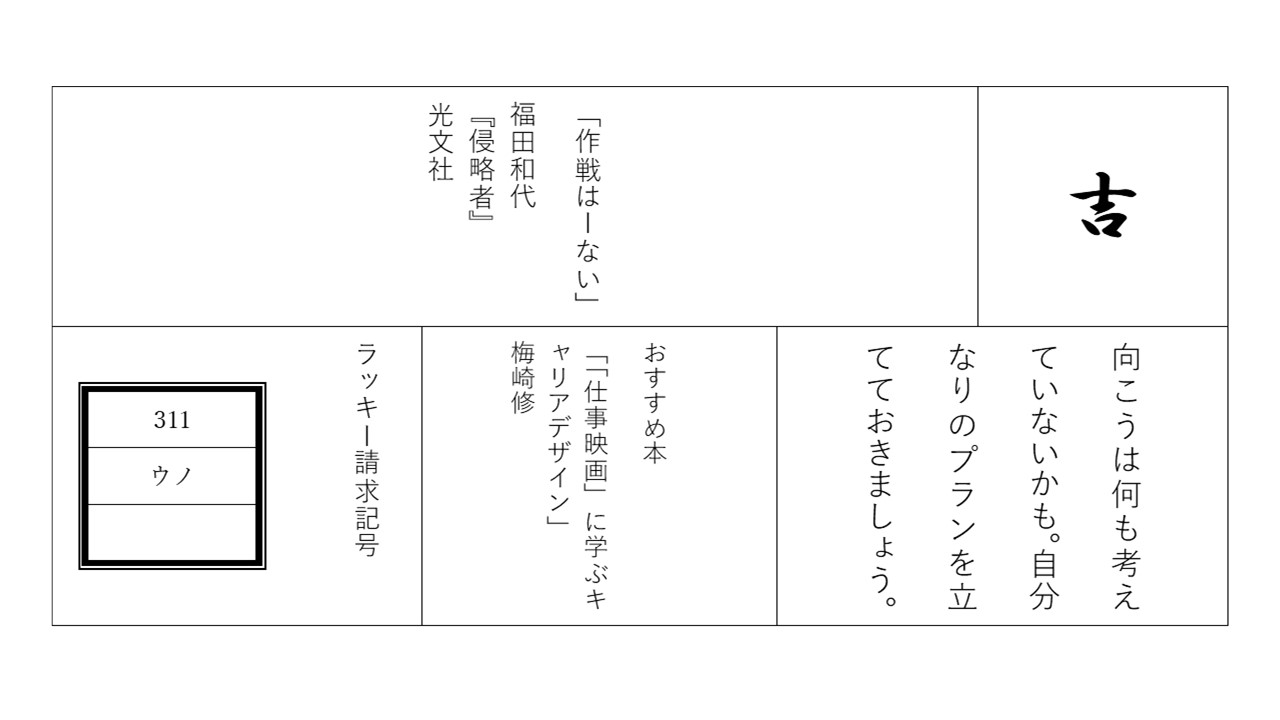 吉
「作戦はーない」
福田和代
『侵略者』
光文社
向こうは何も考え
ていないかも。自分
なりのプランを立
てておきましょう。
おすすめ本
「「仕事映画」に学ぶキ
ャリアデザイン」
梅崎修
ラッキー請求記号
311
ウノ